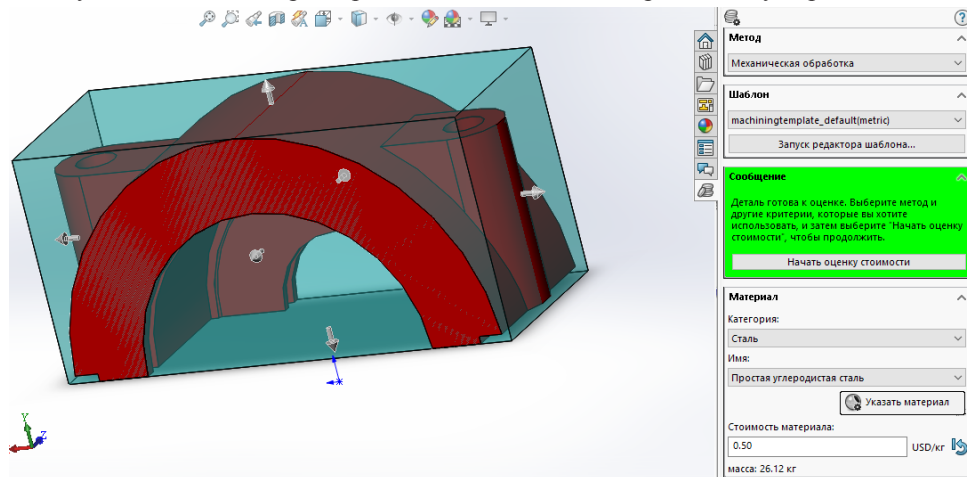 Метод
Механическая обработка
Шаблон
machiningtemplate_default(metric)
Запуск редактора шаблона...
Сообщение
Деталь готова к оценке. Выберите метод и
другие критерии, которые вы хотите
использовать, и затем выберите "Начать оценку
стоимости", чтобы продолжить.
Начать оценку стоимости
Материал
Категория:
Сталь
Имя:
Простая углеродистая сталь
Указать материал
Стоимость материала:
0.50 USD/кг
масса: 26.12 кг
Y
Z